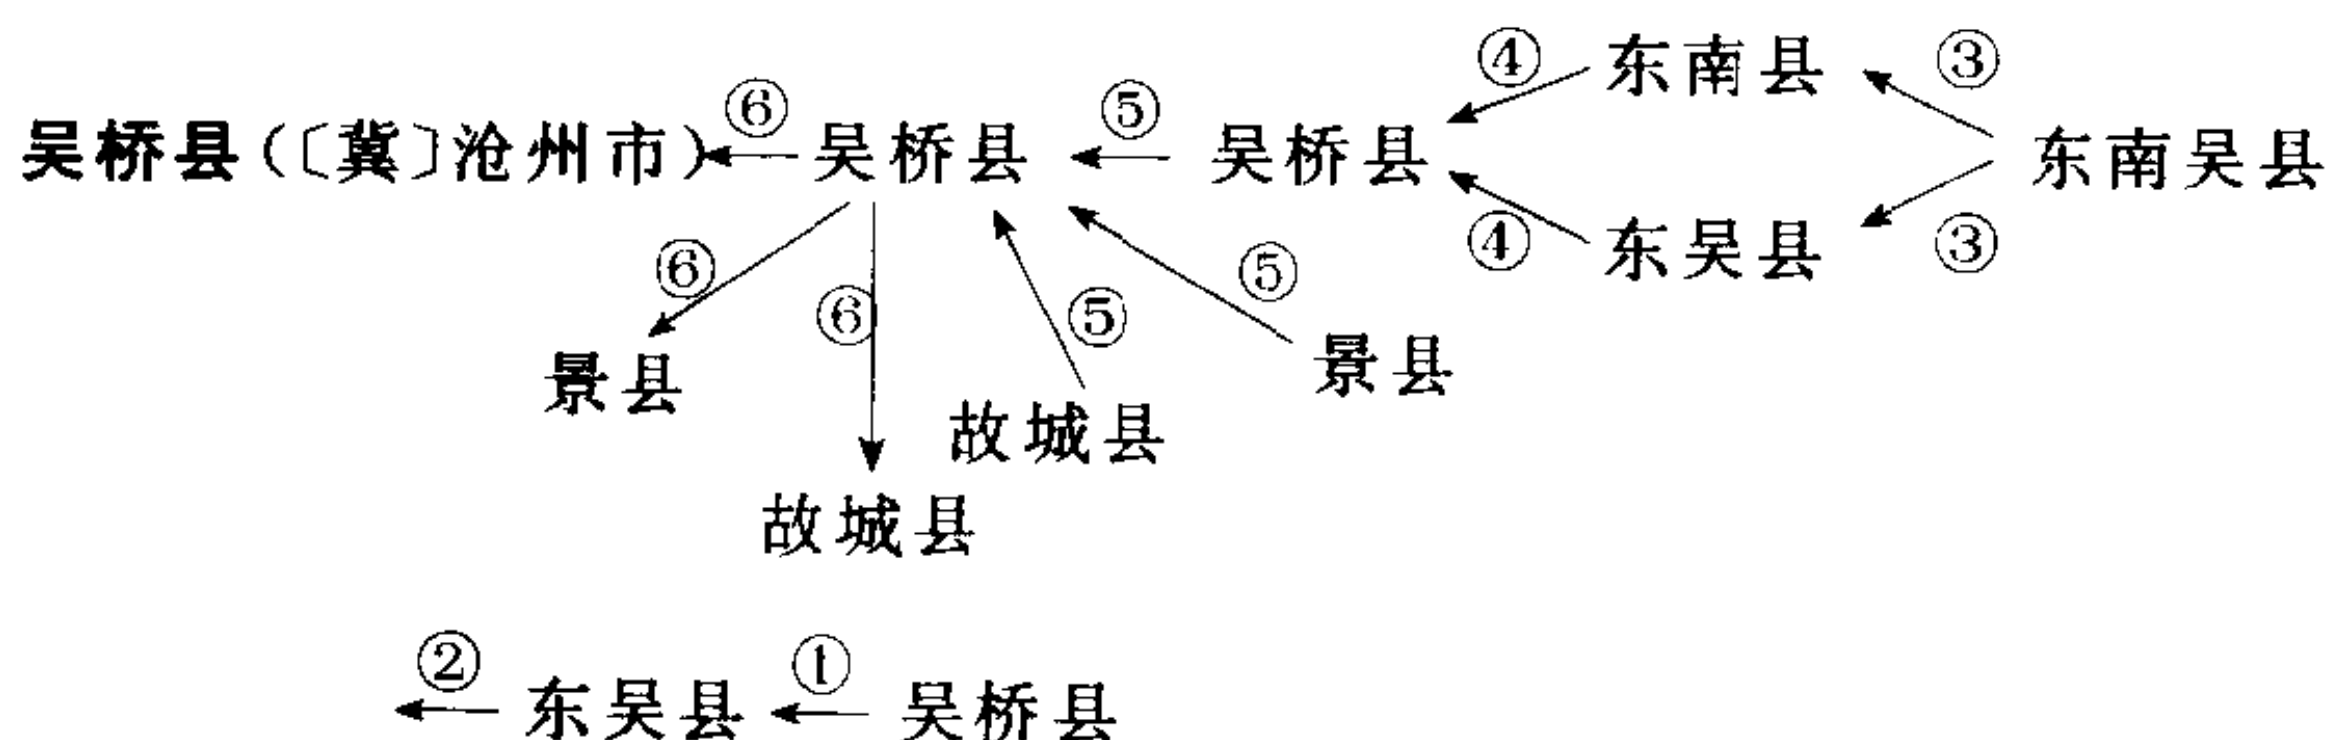 ④ 东南县 ③
吴桥县(〔冀〕沧州市) ⑥ 吴桥县 ⑤ 吴桥县 东南吴县
⑥ ⑥ ⑤ ⑤ ④ 东吴县 ③
景县 故城县 景县
故城县
② 东吴县 ① 吴桥县